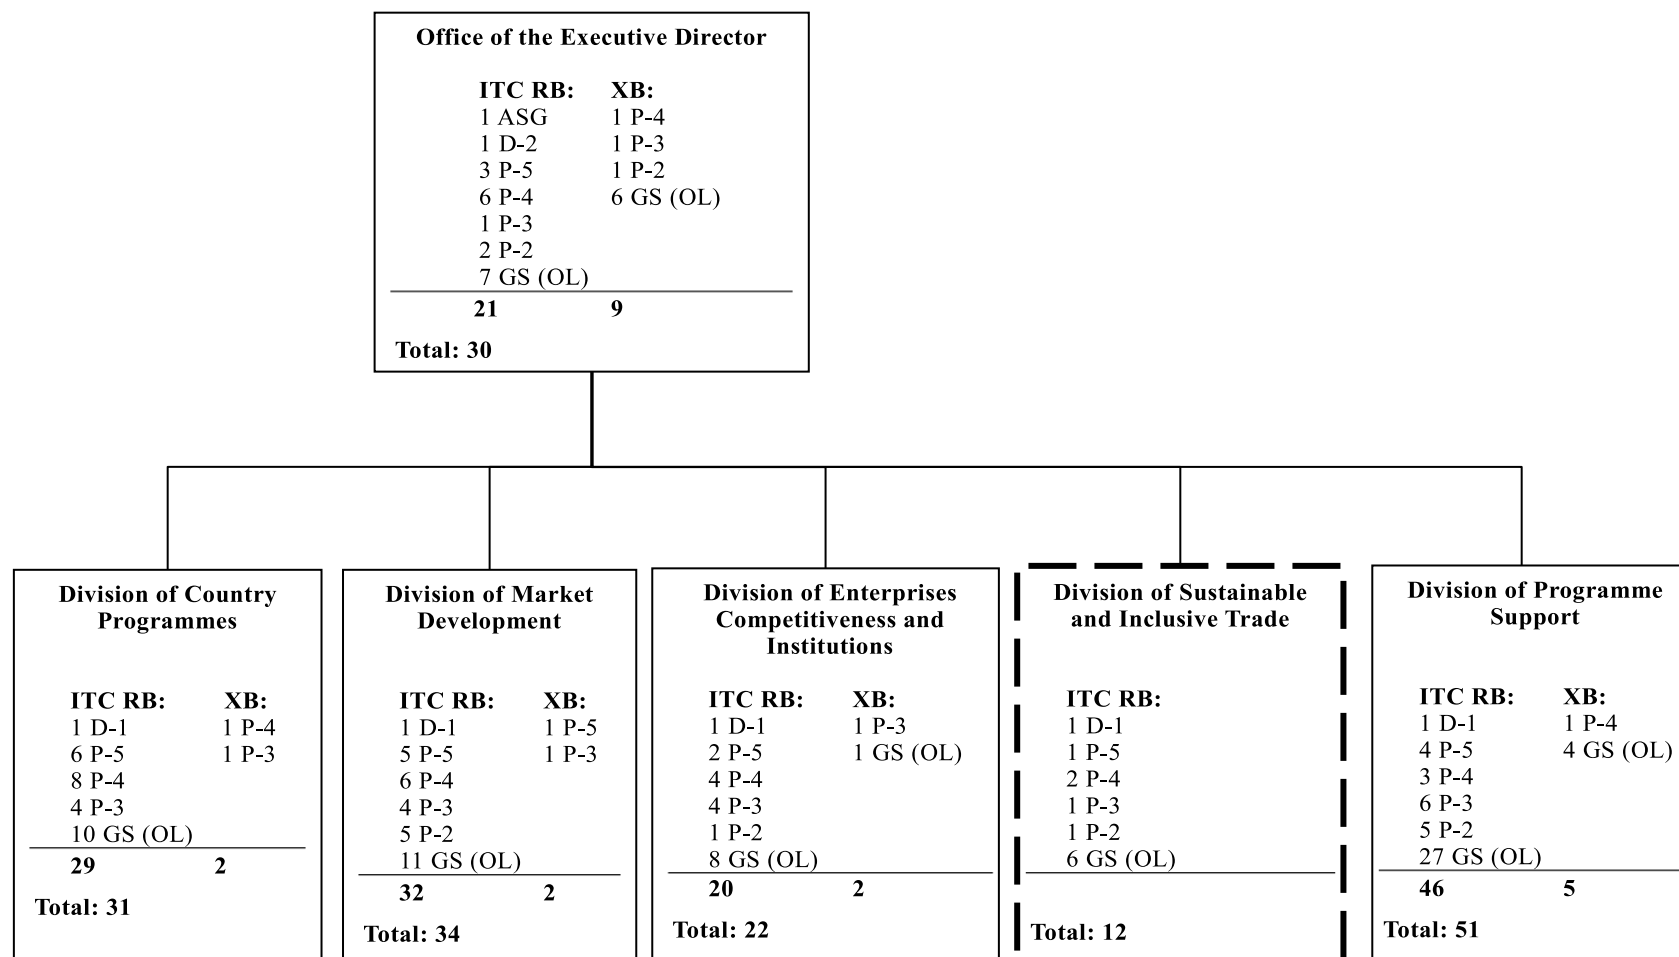 Office of the Executive Director
ITC RB: XB:
1 ASG 1 P-4
1 D-2 1 P-3
3 P-5 1 P-2
6 P-4 6 GS (OL)
1 P-3
2 P-2
7 GS (OL)
21 9
Total: 30
Division of Country
Programmes
ITC RB: XB:
1 D-1 1 P-4
6 P-5 1 P-3
8 P-4
4 P-3
10 GS (OL)
29 2
Total: 31
Division of Market
Development
ITC RB: XB:
1 D-1 1 P-5
5 P-5 1 P-3
6 P-4
4 P-3
5 P-2
11 GS (OL)
32 2
Total: 34
Division of Enterprises
Competitiveness and
Institutions
ITC RB: XB:
1 D-1 1 P-3
2 P-5 1 GS (OL)
4 P-4
4 P-3
1 P-2
8 GS (OL)
20 2
Total: 22
Division of Sustainable
and Inclusive Trade
ITC RB:
1 D-1
1 P-5
2 P-4
1 P-3
1 P-2
6 GS (OL)
Total: 12
Division of Programme
Support
ITC RB: XB:
1 D-1 1 P-4
4 P-5 4 GS (OL)
3 P-4
6 P-3
5 P-2
27 GS (OL)
46 5
Total: 51